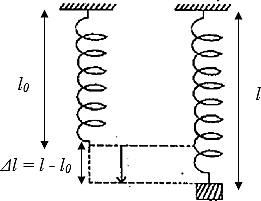 l₀
l
Δl = l - l₀